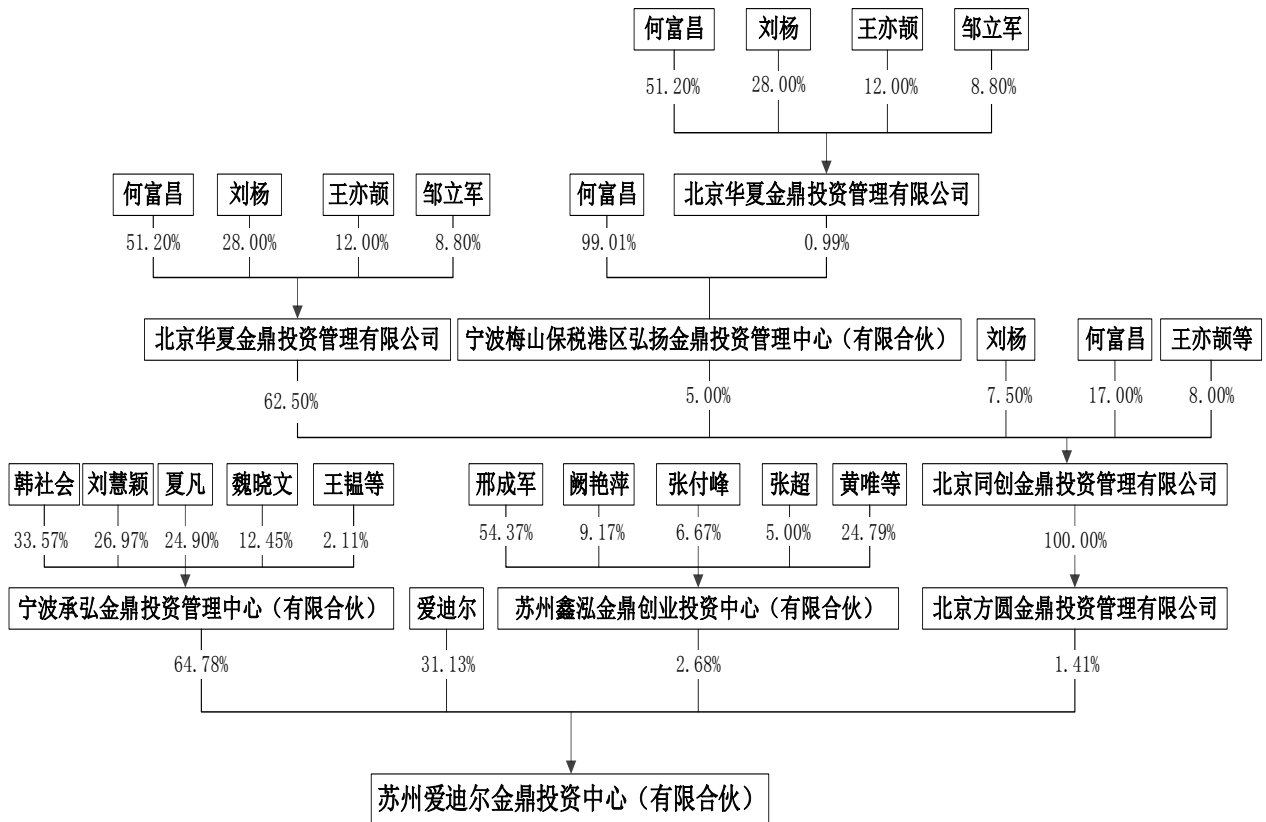 何富昌 刘杨 王亦颉 邹立军
51.20% 28.00% 12.00% 8.80%
何富昌 刘杨 王亦颉 邹立军 何富昌 北京华夏金鼎投资管理有限公司
51.20% 28.00% 12.00% 8.80% 99.01% 0.99%
北京华夏金鼎投资管理有限公司 宁波梅山保税港区弘扬金鼎投资管理中心（有限合伙） 刘杨 何富昌 王亦颉等
62.50% 5.00% 7.50% 17.00% 8.00%
韩社会 刘慧颖 夏凡 魏晓文 王韫等 邢成军 阙艳萍 张付峰 张超 黄唯等 北京同创金鼎投资管理有限公司
33.57% 26.97% 24.90% 12.45% 2.11% 54.37% 9.17% 6.67% 5.00% 24.79% 100.00%
宁波承弘金鼎投资管理中心（有限合伙） 爱迪尔 苏州鑫泓金鼎创业投资中心（有限合伙） 北京方圆金鼎投资管理有限公司
64.78% 31.13% 2.68% 1.41%
苏州爱迪尔金鼎投资中心（有限合伙）